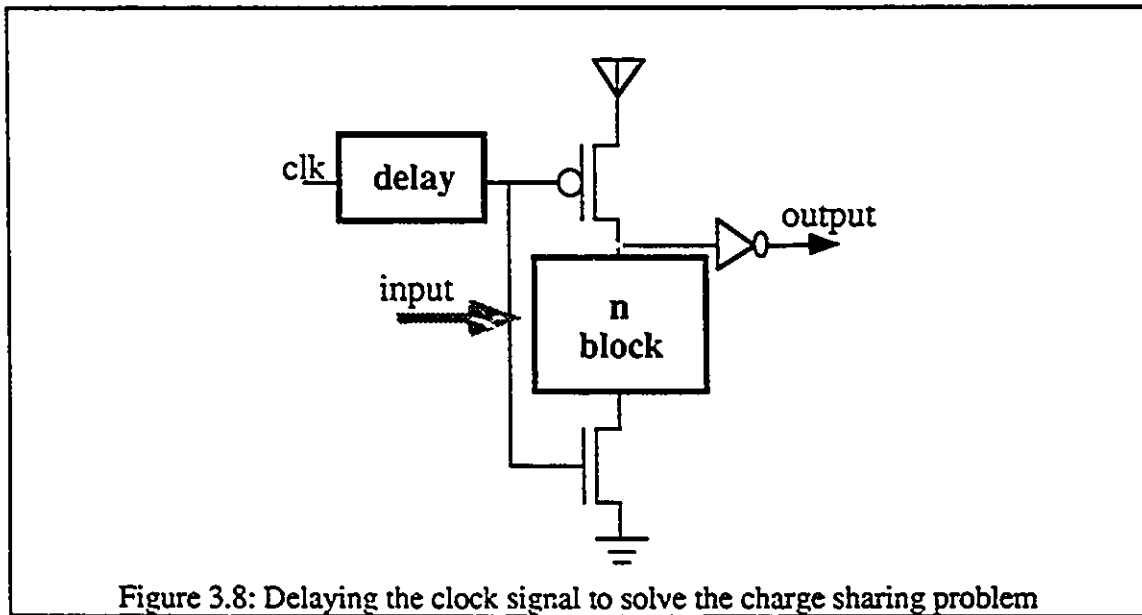 clk
delay
output
input
n
block
Figure 3.8: Delaying the clock signal to solve the charge sharing problem